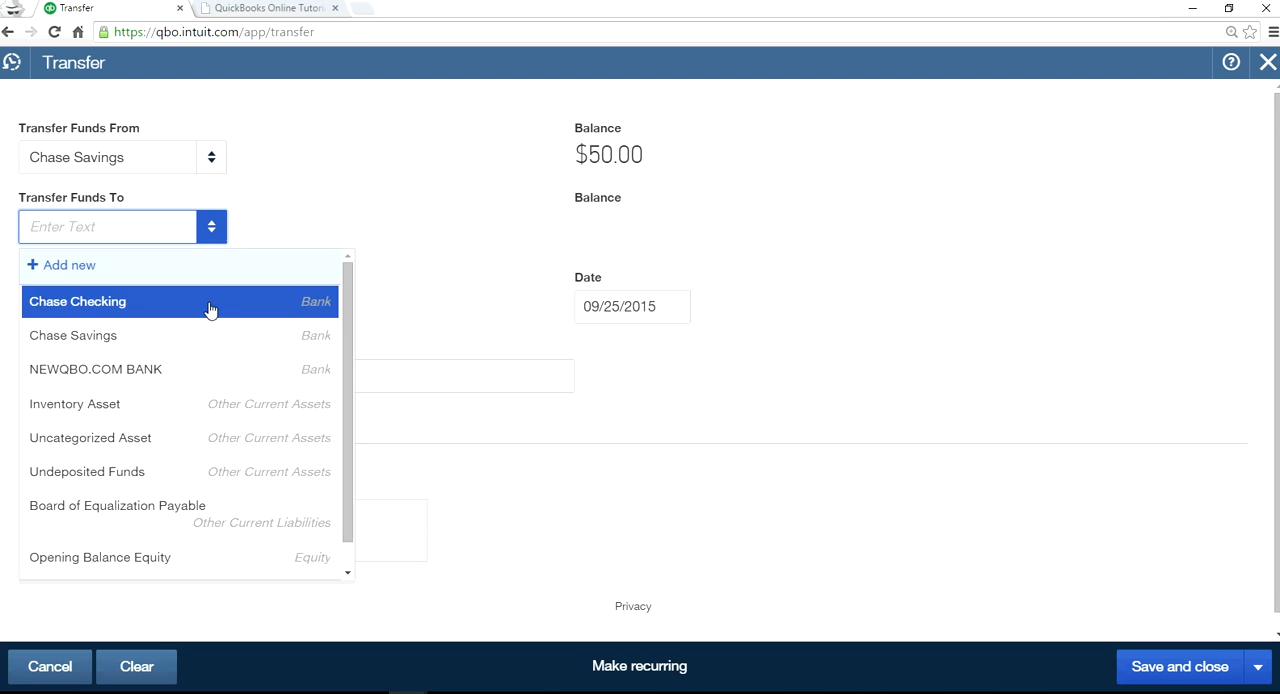 Transfer
QuickBooks Online Tutori
https://qbo.intuit.com/app/transfer
Transfer
Transfer Funds From
Balance
Chase Savings
$50.00
Transfer Funds To
Balance
Enter Text
+ Add new
Date
Chase Checking Bank
09/25/2015
Chase Savings Bank
NEWQBO.COM BANK Bank
Inventory Asset Other Current Assets
Uncategorized Asset Other Current Assets
Undeposited Funds Other Current Assets
Board of Equalization Payable
Other Current Liabilities
Opening Balance Equity Equity
Privacy
Cancel Clear Make recurring Save and close